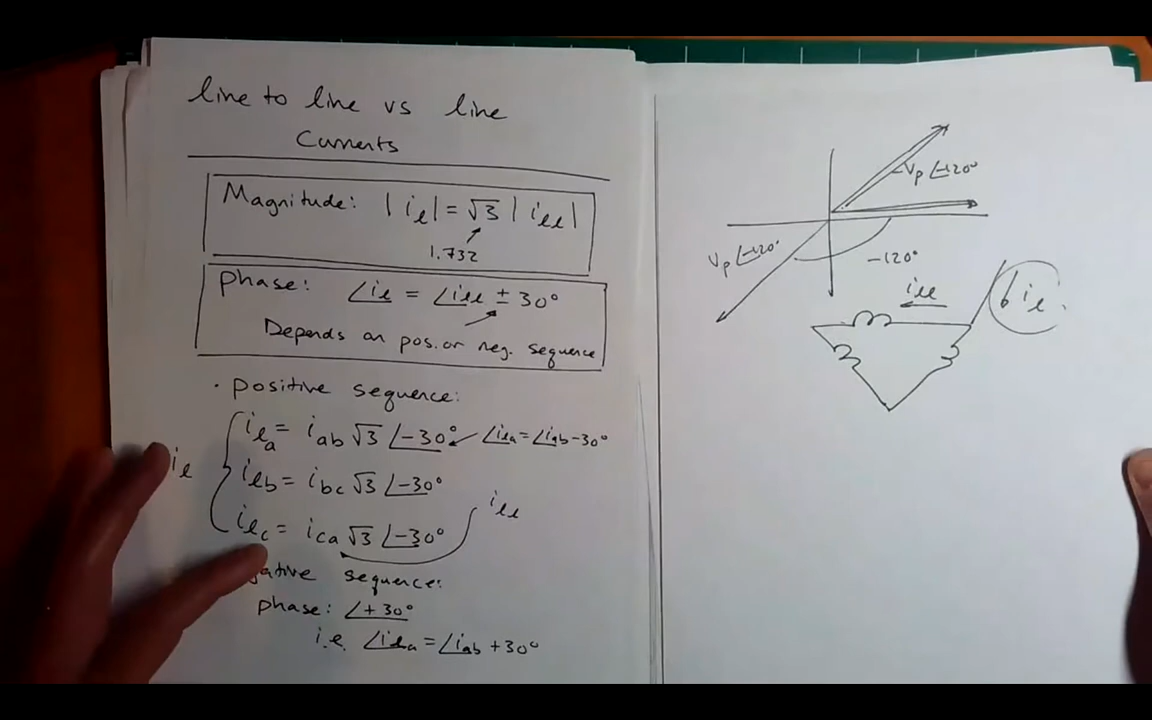 line to line vs line
Currents
Magnitude: |iℓ| = √3 |iℓℓ|
1.732
phase: ∠iℓ = ∠iℓℓ ± 30°
Depends on pos. or neg. sequence
· positive sequence:
iℓa = iab √3 ∠-30° ∠iℓa = ∠iab - 30°
iℓ
iℓb = ibc √3 ∠-30°
iℓc = ica √3 ∠-30°
iℓℓ
gative sequence:
phase: ∠+30°
i.e. ∠iℓa = ∠iab + 30°
-Vp ∠-120°
Vp ∠-120°
-120°
iℓℓ
iℓ